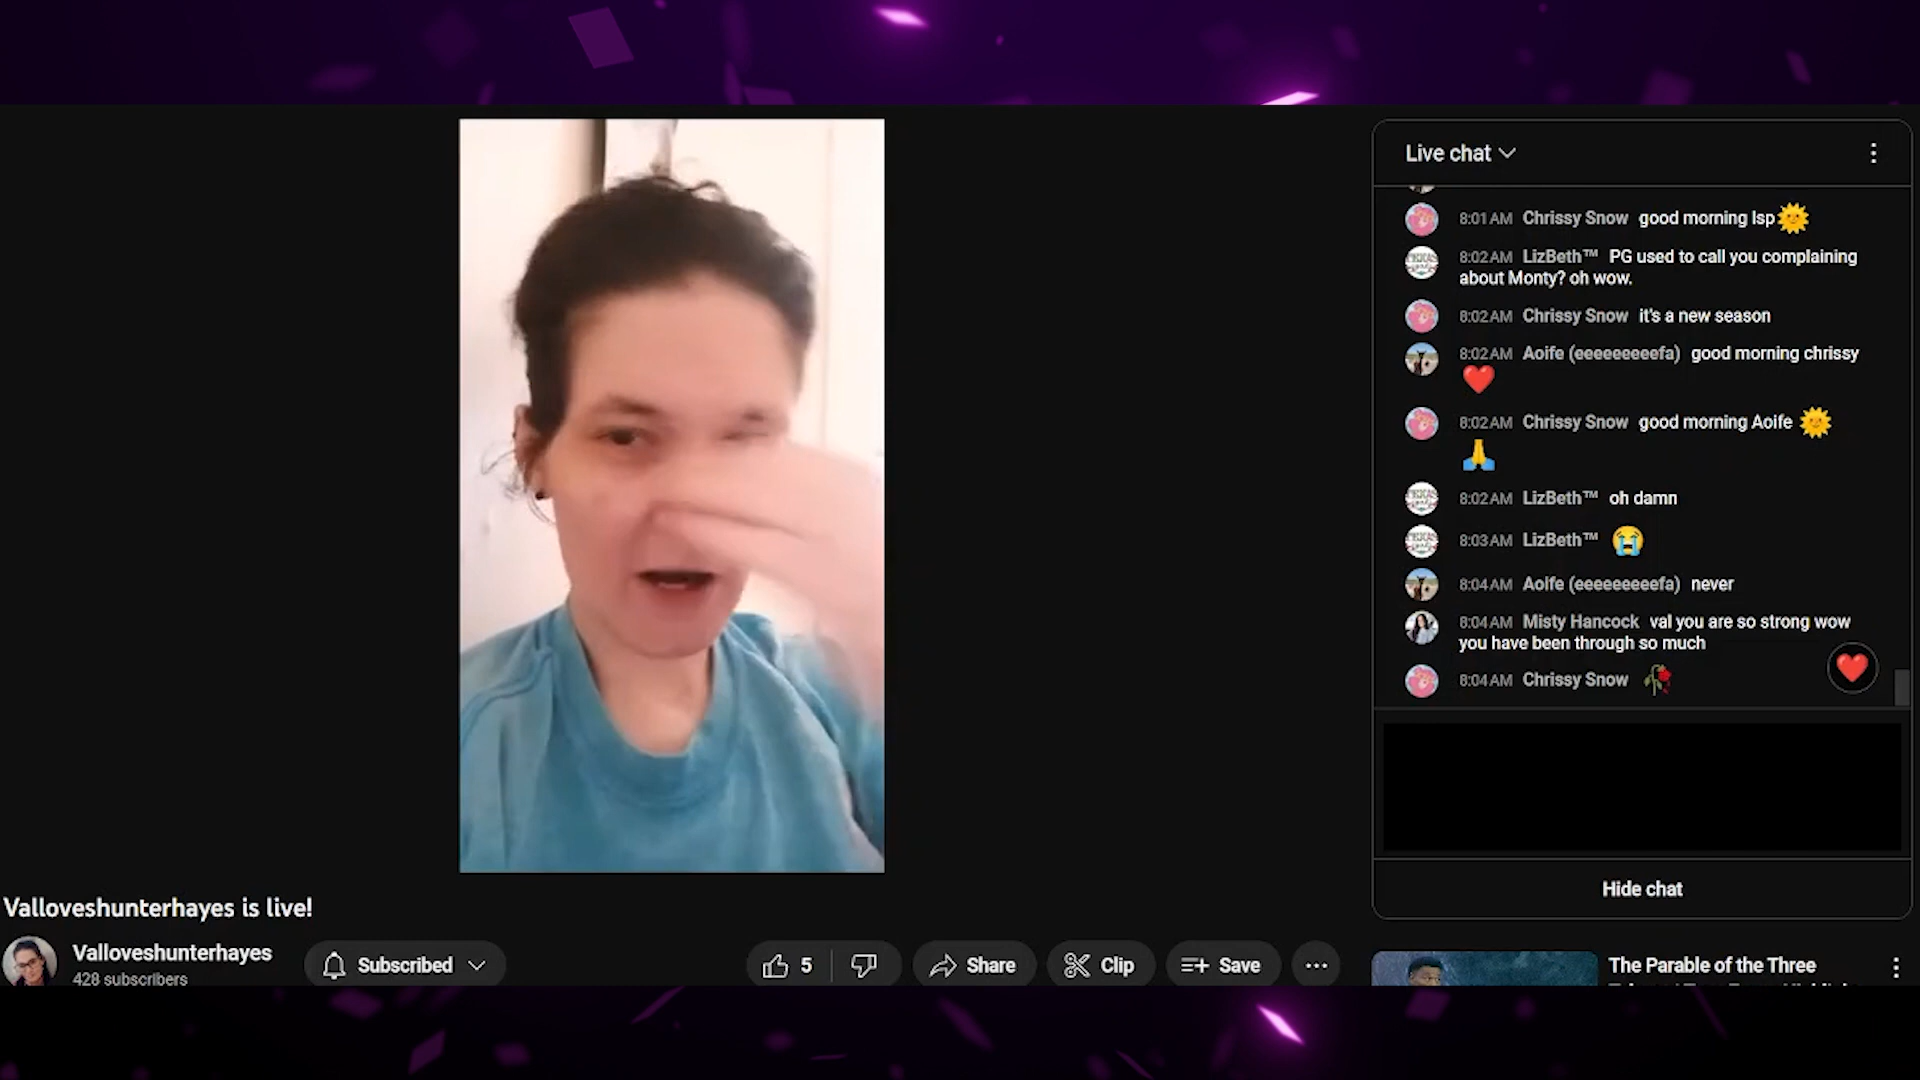 Live chat
8:01 AM Chrissy Snow good morning lsp
8:02 AM LizBeth™ PG used to call you complaining
about Monty? oh wow.
8:02 AM Chrissy Snow it's a new season
8:02 AM Aoife (eeeeeeeeefa) good morning chrissy
8:02 AM Chrissy Snow good morning Aoife
8:02 AM LizBeth™ oh damn
8:03 AM LizBeth™
8:04 AM Aoife (eeeeeeeeefa) never
8:04 AM Misty Hancock val you are so strong wow
you have been through so much
8:04 AM Chrissy Snow
Hide chat
Valloveshunterhayes is live!
Valloveshunterhayes
428 subscribers
Subscribed
5
Share
Clip
Save
The Parable of the Three